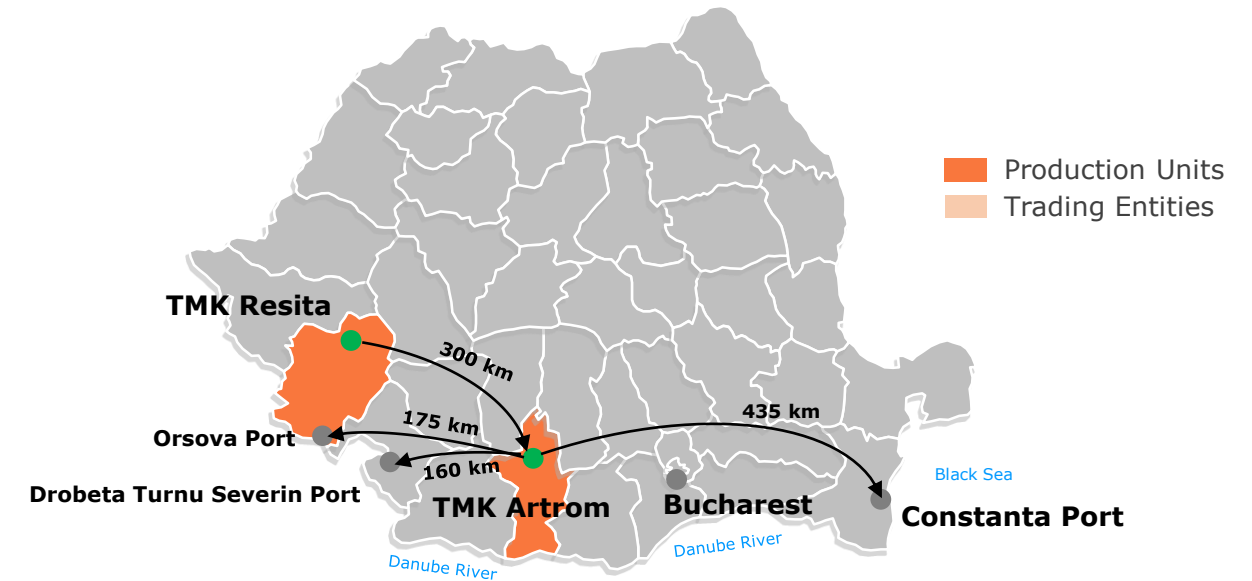 Production Units
Trading Entities
TMK Resita
300 km
435 km
175 km
Orsova Port
160 km
Drobeta Turnu Severin Port
TMK Artrom
Bucharest
Black Sea
Constanta Port
Danube River
Danube River